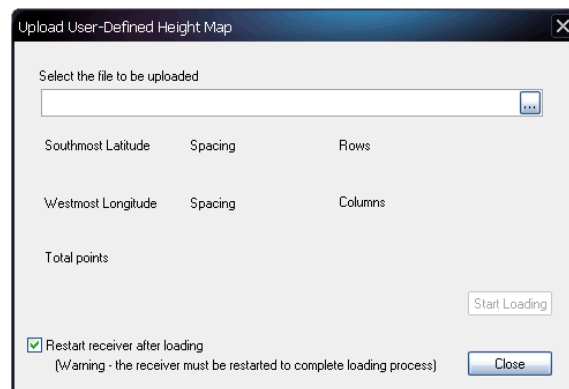 Upload User-Defined Height Map
Select the file to be uploaded
...
Southmost Latitude Spacing Rows
Westmost Longitude Spacing Columns
Total points
Start Loading
Restart receiver after loading
(Warning - the receiver must be restarted to complete loading process)
Close